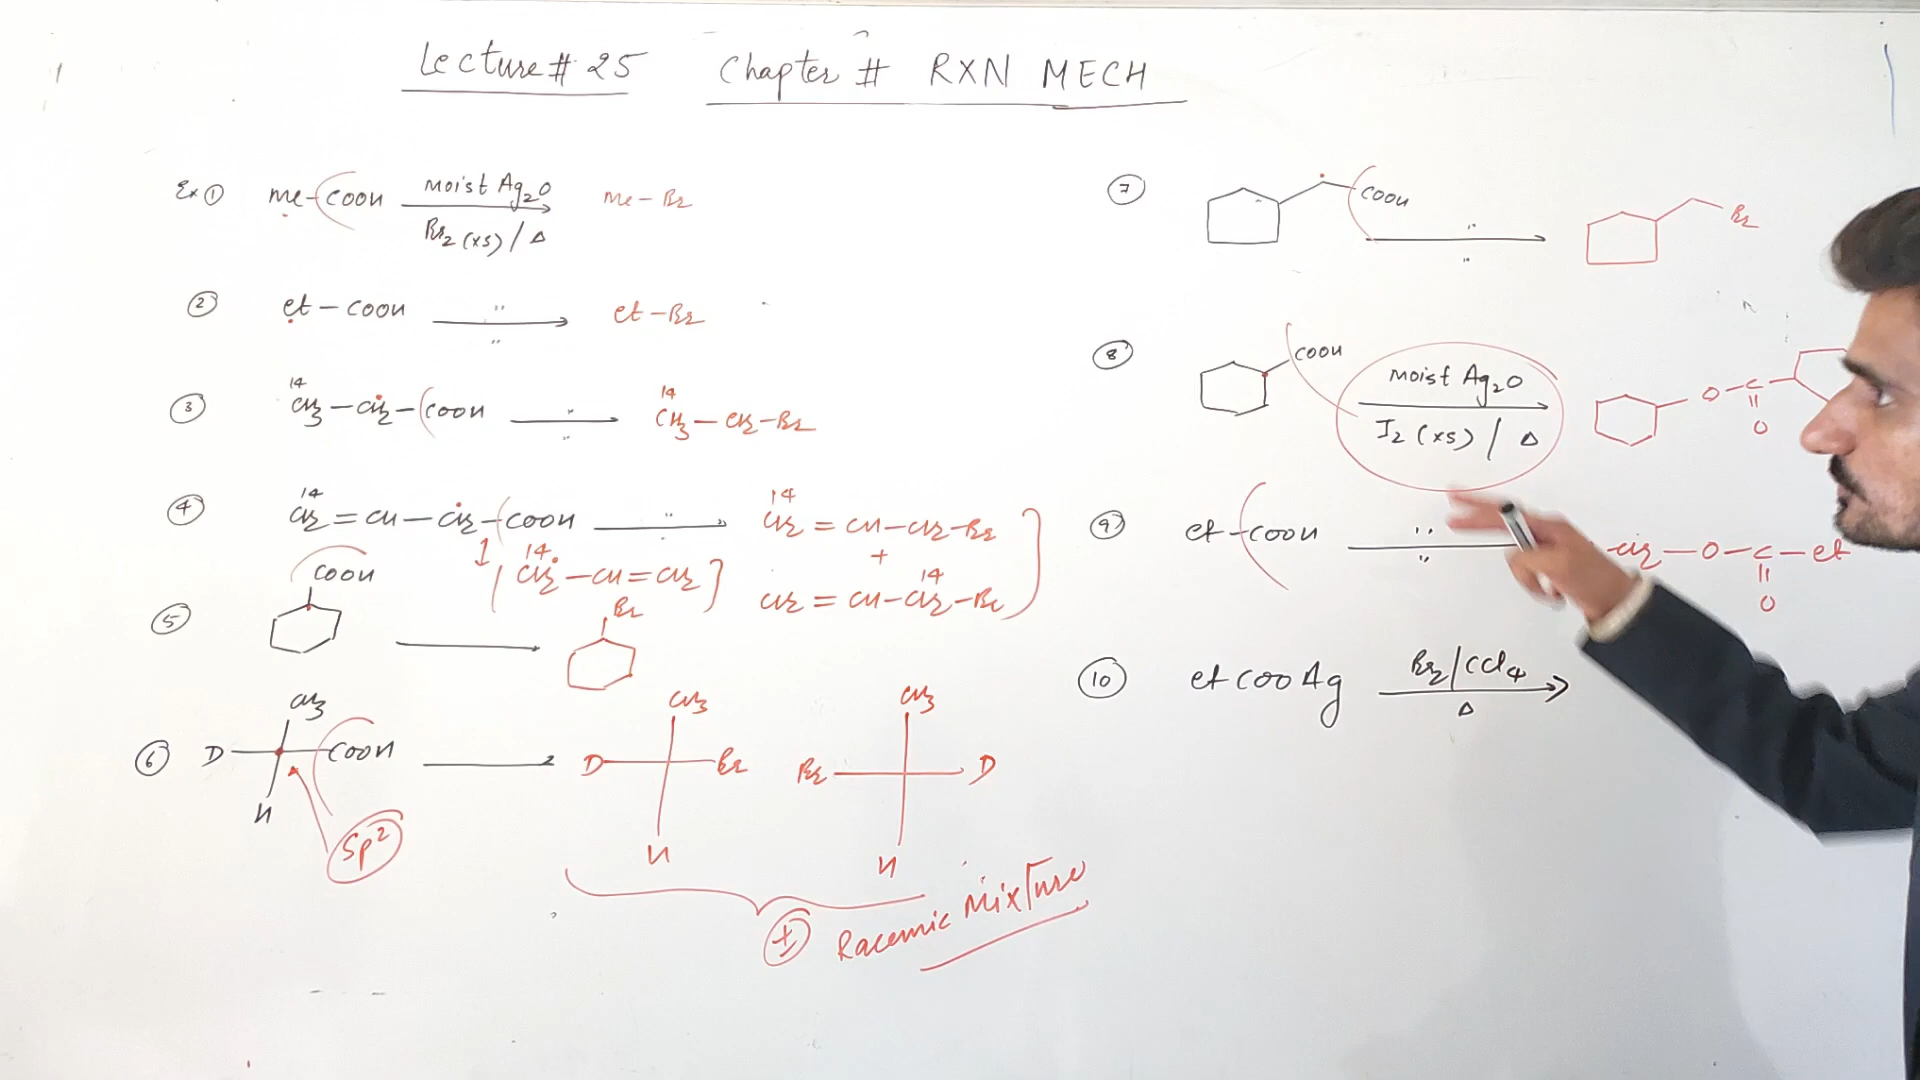 Lecture # 25 Chapter # RXN MECH
Ex ① me-COOH moist Ag2O Br2 (xs) / Δ Me-Br
② et-COOH " " et-Br
③ 14 CH3-CH2-COOH " " 14 CH3-CH2-Br
④ 14 CH2=CH-CH2-COOH " " 14 CH2=CH-CH2-Br
+
[14 CH2-CH=CH2] CH2=CH-14 CH2-Br
⑤ COOH Br
⑥ CH3 D COOH H CH3 D Br H CH3 Br D H
Sp2
± Racemic Mixture
⑦ COOH " " Br
⑧ COOH moist Ag2O I2 (xs) / Δ O-C O
⑨ et-COOH " " CH2-O-C-et O
⑩ etCOOAg Br2/CCl4 Δ